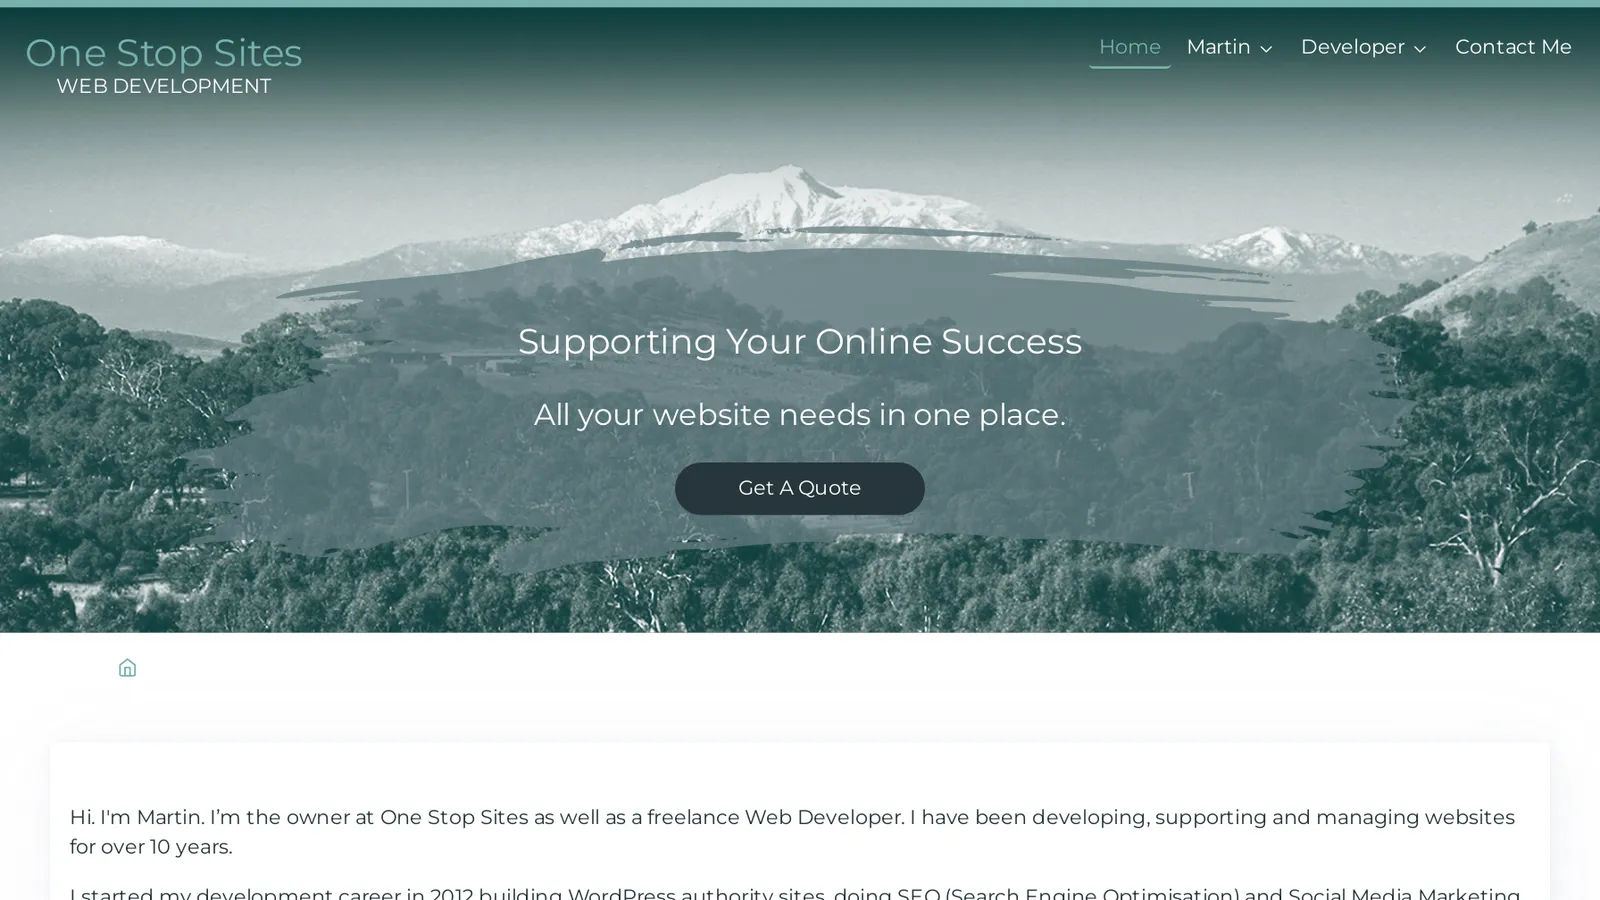 One Stop Sites
WEB DEVELOPMENT
Home
Martin
Developer
Contact Me
Supporting Your Online Success
All your website needs in one place.
Get A Quote
Hi. I'm Martin. I’m the owner at One Stop Sites as well as a freelance Web Developer. I have been developing, supporting and managing websites
for over 10 years.
I started my development career in 2012 building WordPress authority sites, doing SEO (Search Engine Optimisation) and Social Media Marketing